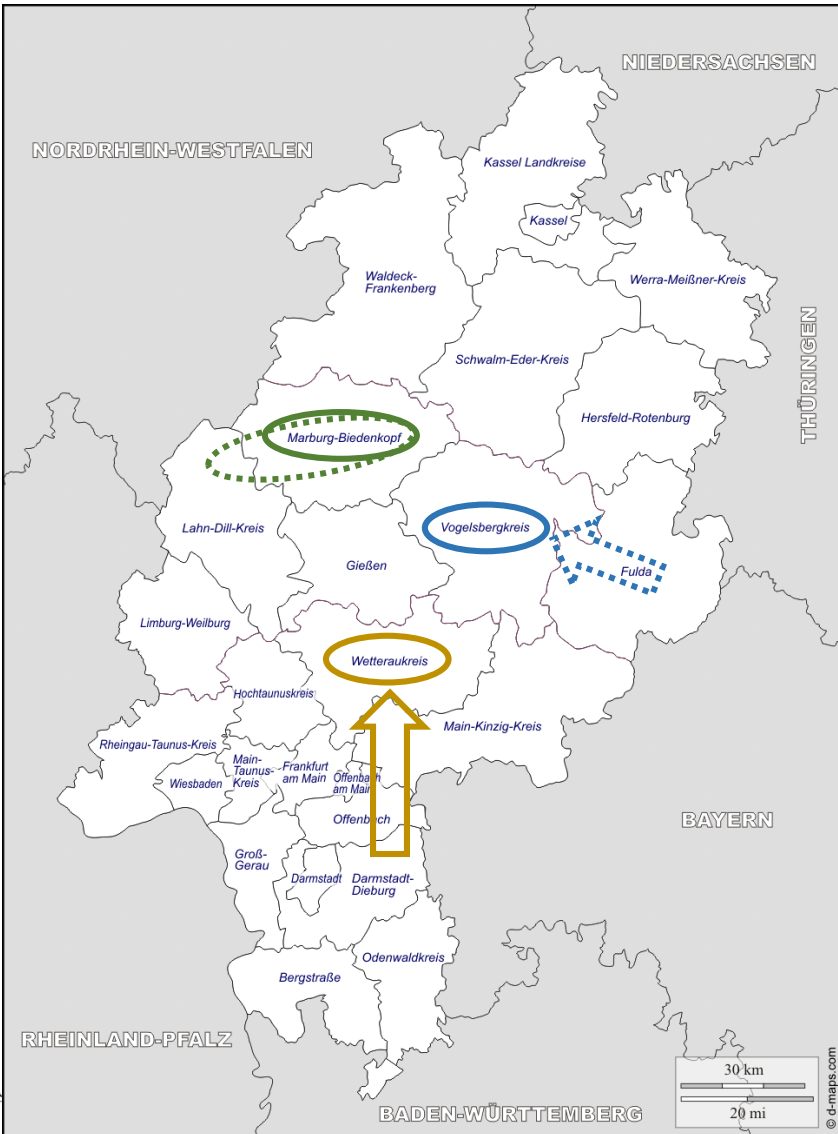 NIEDERSACHSEN
NORDRHEIN-WESTFALEN
Kassel Landkreise
Kassel
Waldeck-
Frankenberg
Werra-Meißner-Kreis
THÜRINGEN
Schwalm-Eder-Kreis
Hersfeld-Rotenburg
Marburg-Biedenkopf
Lahn-Dill-Kreis
Vogelsbergkreis
Gießen
Fulda
Limburg-Weilburg
Wetteraukreis
Hochtaunuskreis
Main-Kinzig-Kreis
Rheingau-Taunus-Kreis
Main-
Taunus-
Kreis
Frankfurt
am Main
Offenbach
am Main
Wiesbaden
Offenbach
BAYERN
Groß-
Gerau
Darmstadt
Darmstadt-
Dieburg
Odenwaldkreis
Bergstraße
RHEINLAND-PFALZ
30 km
20 mi
© d-maps.com
BADEN-WÜRTTEMBERG